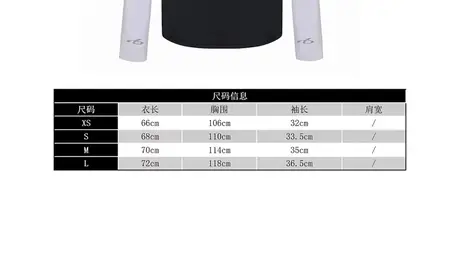 尺码信息
尺码 衣长 胸围 袖长 肩宽
XS 66cm 106cm 32cm /
S 68cm 110cm 33.5cm /
M 70cm 114cm 35cm /
L 72cm 118cm 36.5cm /